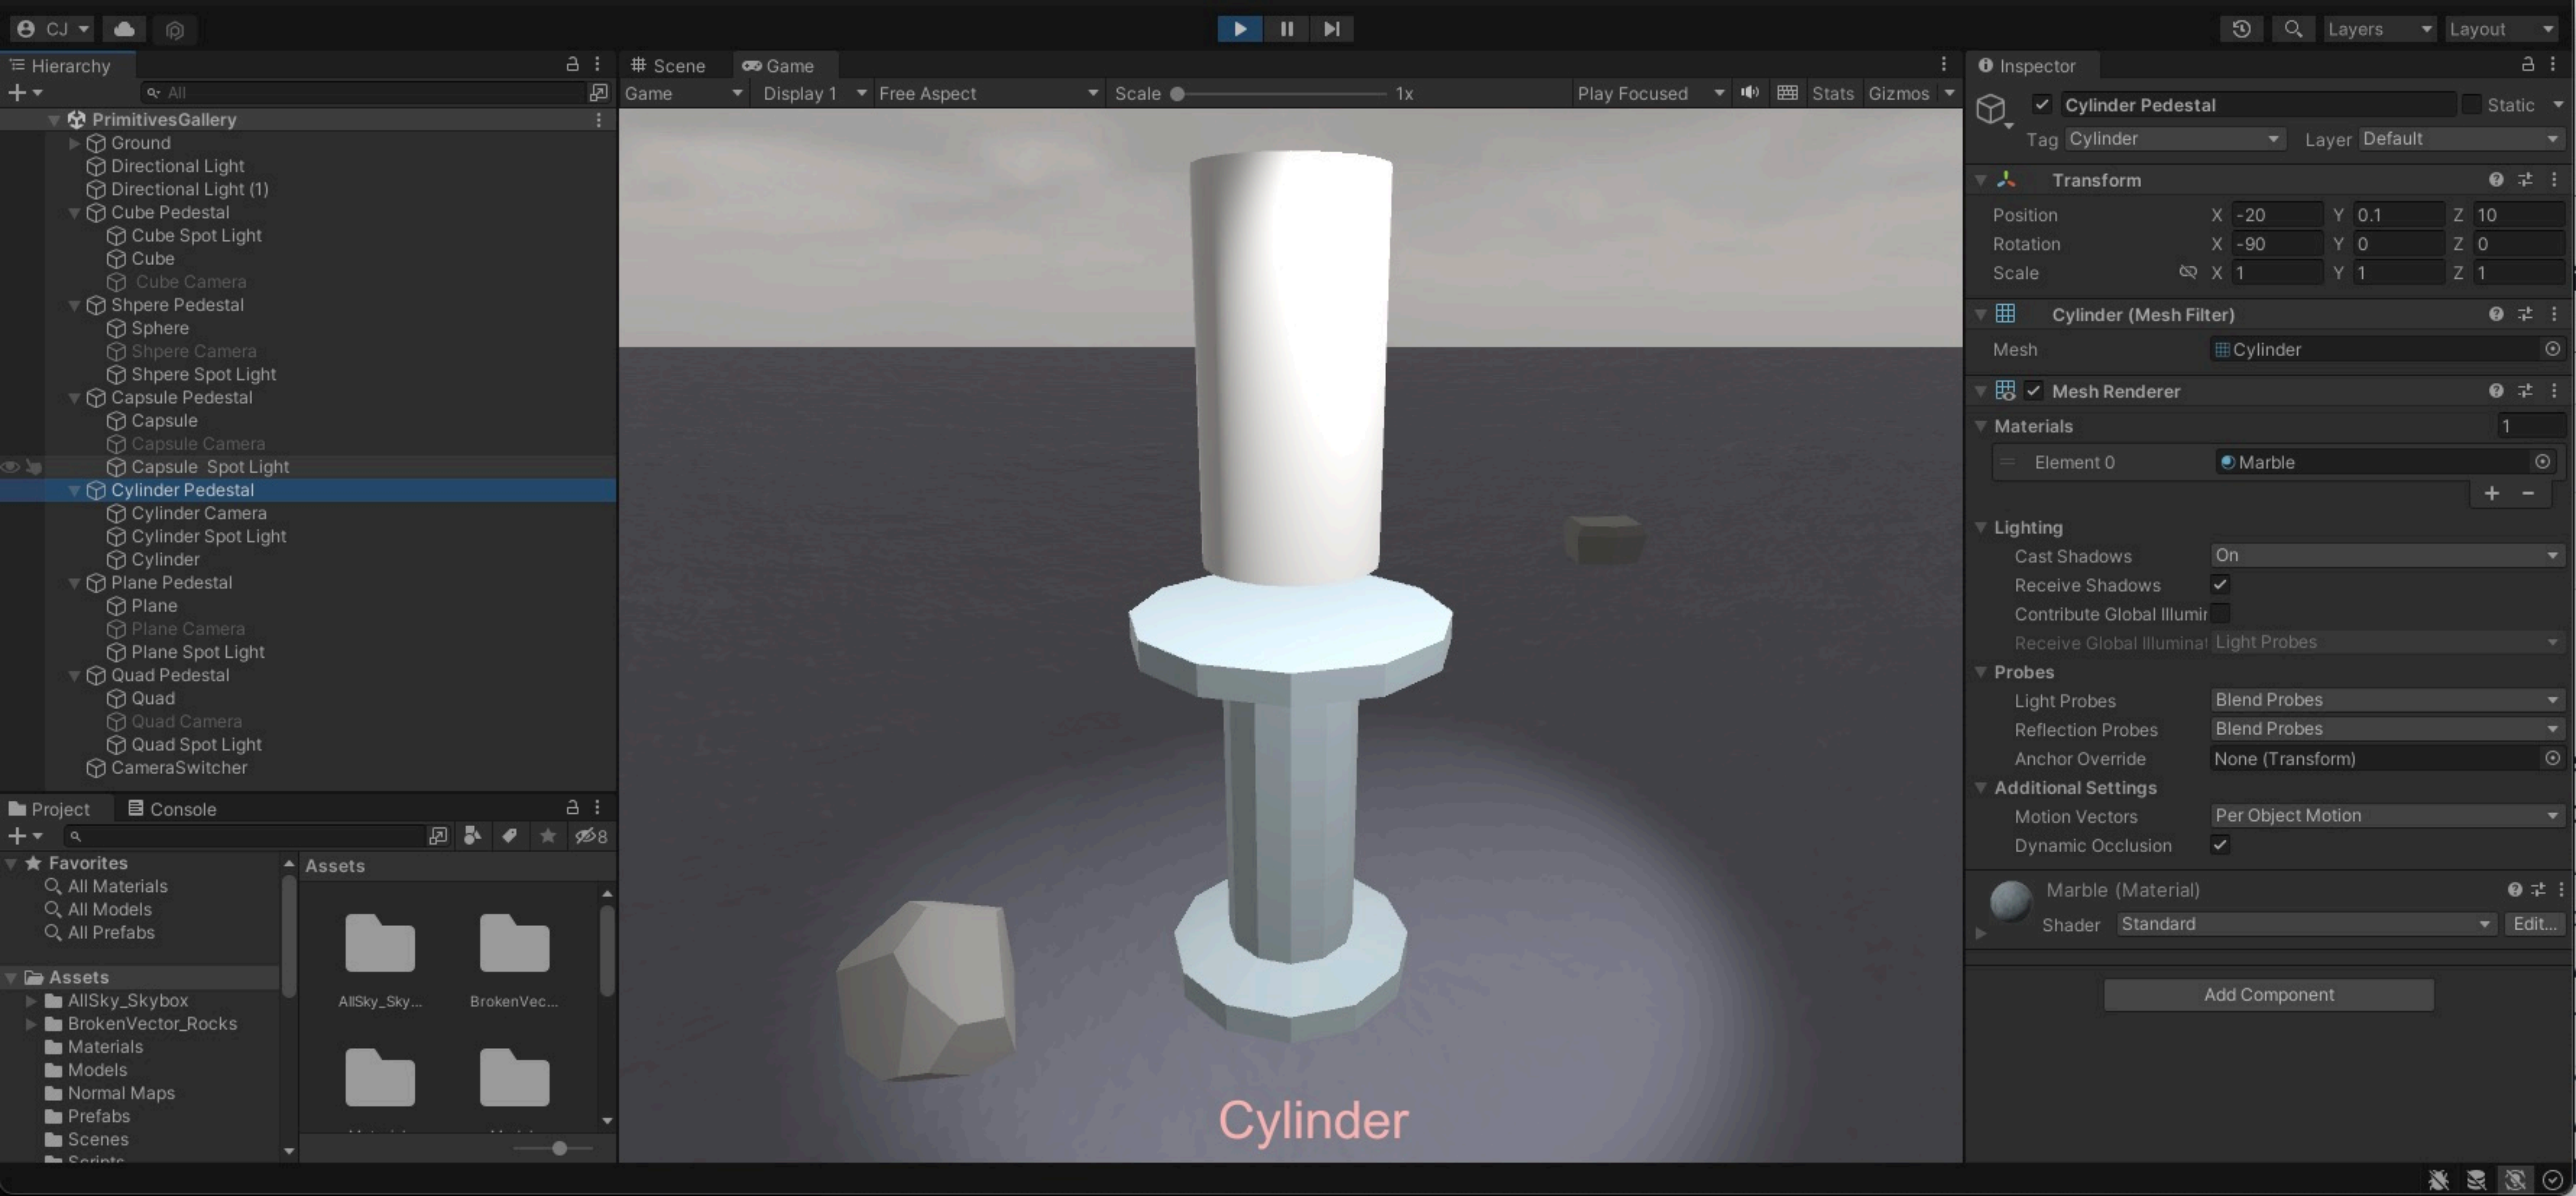 CJ
Layers
Layout
Hierarchy
All
PrimitivesGallery
Ground
Directional Light
Directional Light (1)
Cube Pedestal
Cube Spot Light
Cube
Cube Camera
Shpere Pedestal
Sphere
Shpere Camera
Shpere Spot Light
Capsule Pedestal
Capsule
Capsule Camera
Capsule  Spot Light
Cylinder Pedestal
Cylinder Camera
Cylinder Spot Light
Cylinder
Plane Pedestal
Plane
Plane Camera
Plane Spot Light
Quad Pedestal
Quad
Quad Camera
Quad Spot Light
CameraSwitcher
Project
Console
8
Favorites
All Materials
All Models
All Prefabs
Assets
AllSky_Skybox
BrokenVector_Rocks
Materials
Models
Normal Maps
Prefabs
Scenes
Scripts
Assets
AllSky_Sky...
BrokenVec...
Scene
Game
Game
Display 1
Free Aspect
Scale
1x
Play Focused
Stats
Gizmos
Cylinder
Inspector
Cylinder Pedestal
Static
Tag Cylinder
Layer Default
Transform
Position X -20 Y 0.1 Z 10
Rotation X -90 Y 0 Z 0
Scale X 1 Y 1 Z 1
Cylinder (Mesh Filter)
Mesh Cylinder
Mesh Renderer
Materials 1
Element 0 Marble
Lighting
Cast Shadows On
Receive Shadows
Contribute Global Illumir
Receive Global Illuminat Light Probes
Probes
Light Probes Blend Probes
Reflection Probes Blend Probes
Anchor Override None (Transform)
Additional Settings
Motion Vectors Per Object Motion
Dynamic Occlusion
Marble (Material)
Shader Standard Edit...
Add Component